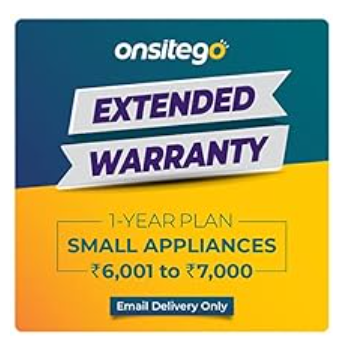 onsitego
EXTENDED
WARRANTY
1-YEAR PLAN
SMALL APPLIANCES
₹6,001 to ₹7,000
Email Delivery Only